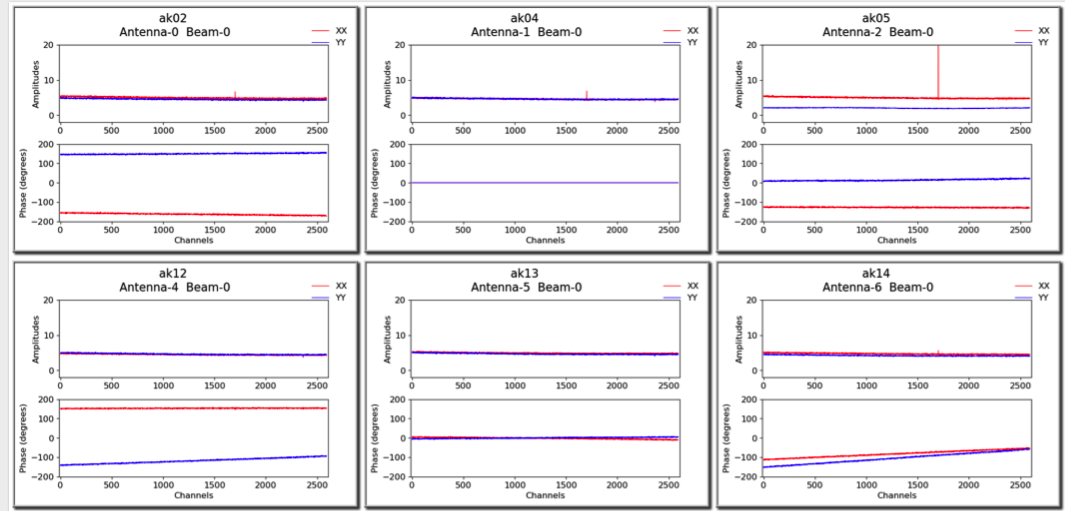 ak02
Antenna-0 Beam-0
XX
YY
20
10
0
Amplitudes
0 500 1000 1500 2000 2500
200
100
0
−100
−200
Phase (degrees)
0 500 1000 1500 2000 2500
Channels
ak04
Antenna-1 Beam-0
XX
YY
20
10
0
Amplitudes
0 500 1000 1500 2000 2500
200
100
0
−100
−200
Phase (degrees)
0 500 1000 1500 2000 2500
Channels
ak05
Antenna-2 Beam-0
XX
YY
20
10
0
Amplitudes
0 500 1000 1500 2000 2500
200
100
0
−100
−200
Phase (degrees)
0 500 1000 1500 2000 2500
Channels
ak12
Antenna-4 Beam-0
XX
YY
20
10
0
Amplitudes
0 500 1000 1500 2000 2500
200
100
0
−100
−200
Phase (degrees)
0 500 1000 1500 2000 2500
Channels
ak13
Antenna-5 Beam-0
XX
YY
20
10
0
Amplitudes
0 500 1000 1500 2000 2500
200
100
0
−100
−200
Phase (degrees)
0 500 1000 1500 2000 2500
Channels
ak14
Antenna-6 Beam-0
XX
YY
20
10
0
Amplitudes
0 500 1000 1500 2000 2500
200
100
0
−100
−200
Phase (degrees)
0 500 1000 1500 2000 2500
Channels